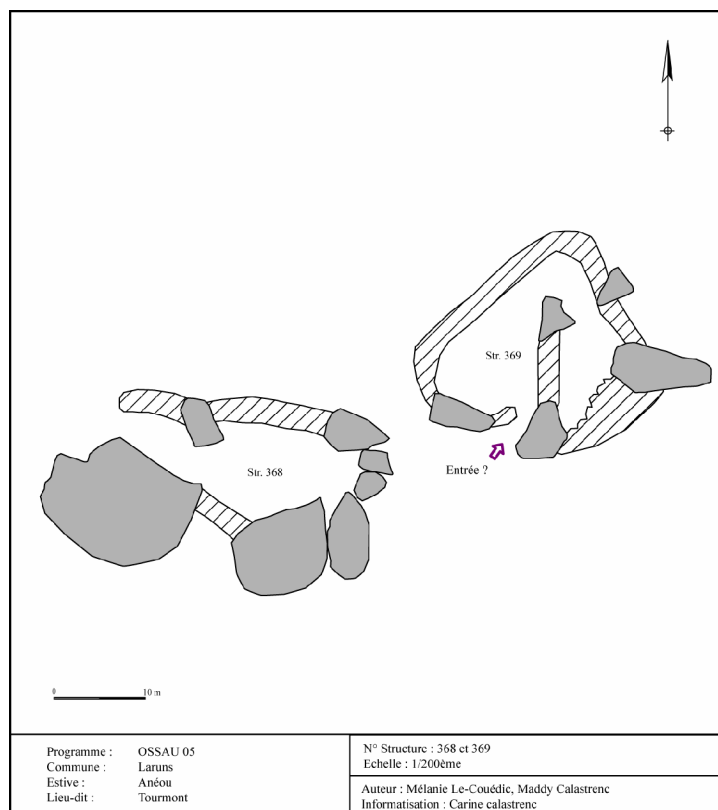 Str. 369
Entrée ?
Str. 368
0 10 m
Programme : OSSAU 05
Commune : Laruns
Estive : Anéou
Lieu-dit : Tourmont
N° Structure : 368 et 369
Echelle : 1/200ème
Auteur : Mélanie Le-Couédic, Maddy Calastrenc
Informatisation : Carine calastrenc